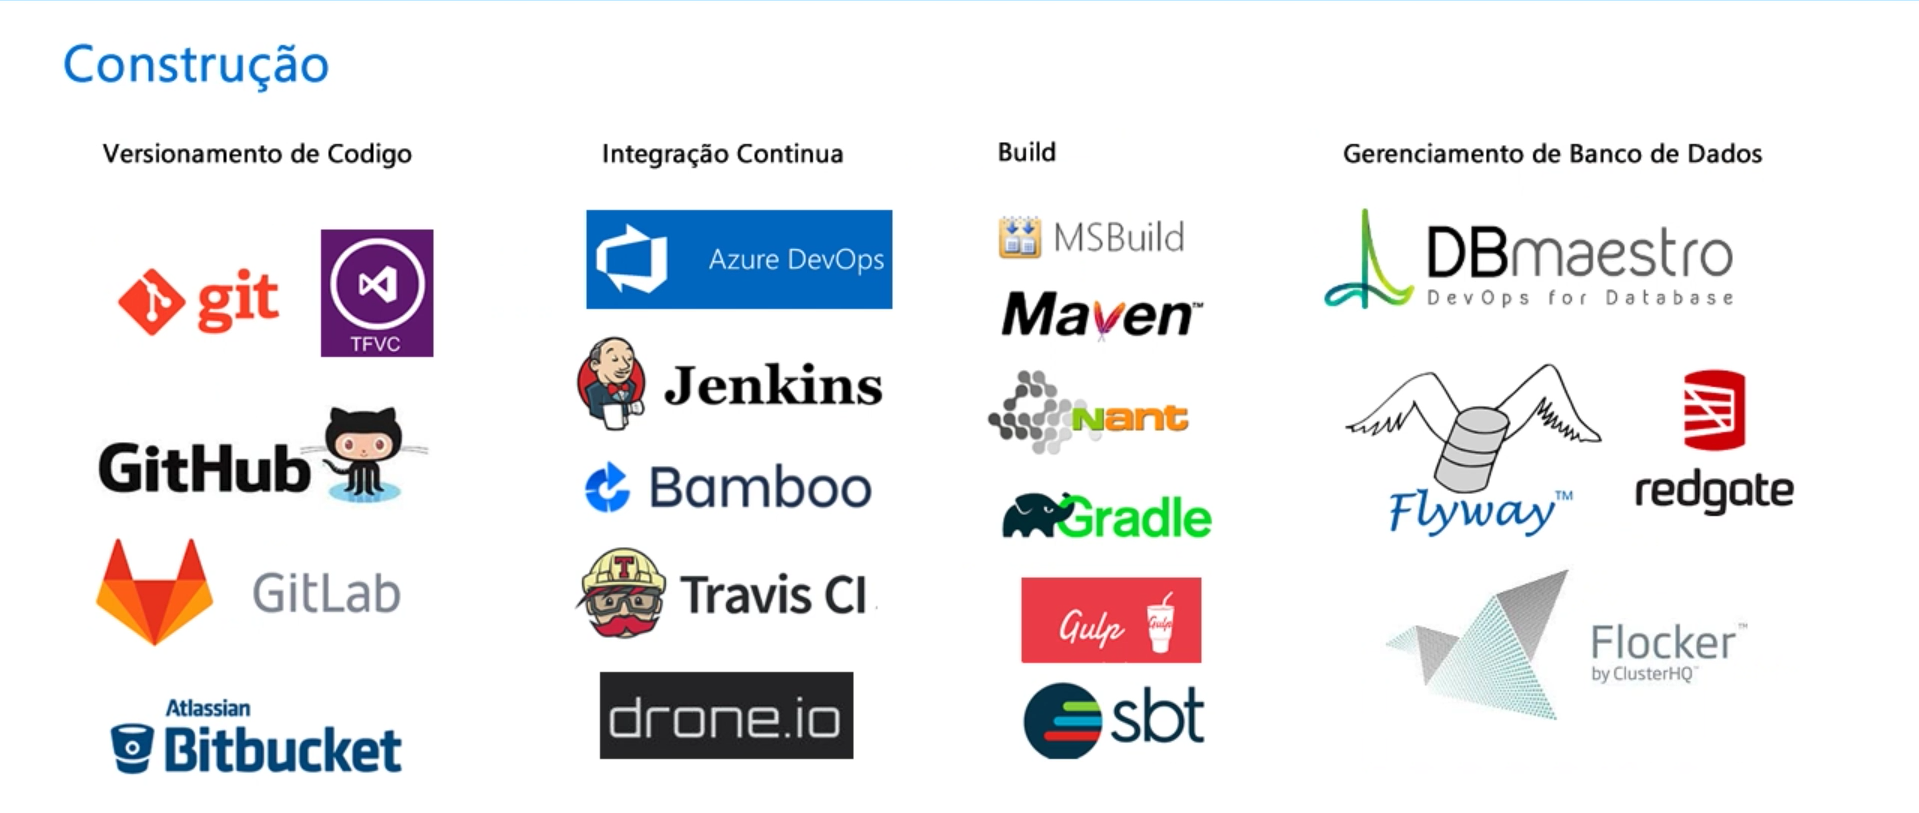 Construção
Versionamento de Codigo
git
TFVC
GitHub
GitLab
Atlassian
Bitbucket
Integração Continua
Azure DevOps
Jenkins
Bamboo
T
Travis CI
drone.io
Build
MSBuild
Maven™
Nant
Gradle
Gulp
Gulp
sbt
Gerenciamento de Banco de Dados
DBmaestro
DevOps for Database
Flyway™
redgate
Flocker™
by ClusterHQ™